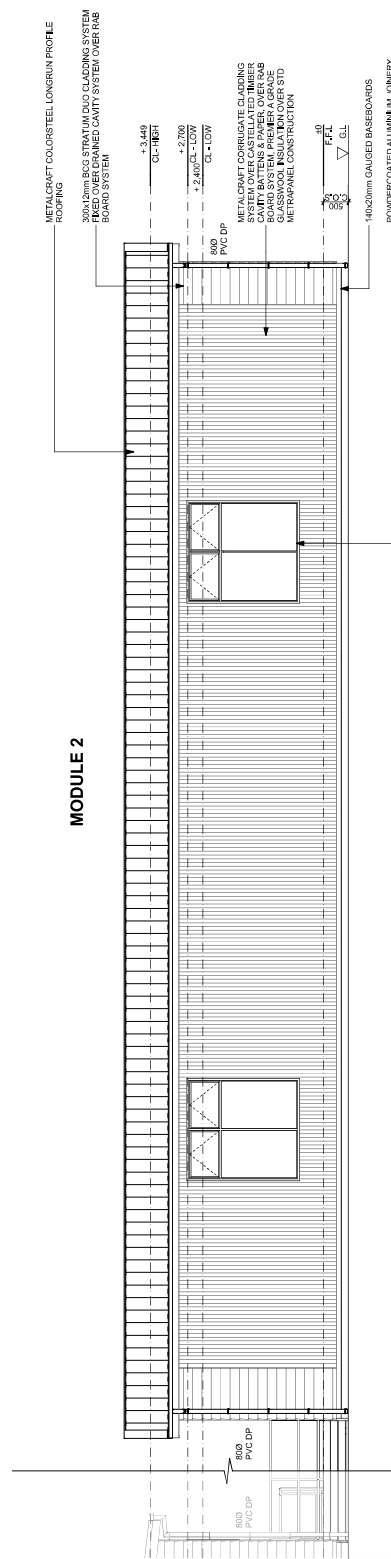 METALCRAFT COLORSTEEL LONGRUN PROFILE
ROOFING
300x12mm BCG STRATUM DUO CLADDING SYSTEM
FIXED OVER DRAINED CAVITY SYSTEM OVER RAB
BOARD SYSTEM
+ 3,449
CL - HIGH
+ 2,700
CL - LOW
+ 2,400
CL - LOW
80Ø
PVC DP
METALCRAFT CORRUGATE CLADDING
SYSTEM OVER CASTELLATED TIMBER
CAVITY BATTENS & PAPER, OVER RAB
BOARD SYSTEM, PREMIER A GRADE
GLASSWOOL INSULATION OVER STD
METRAPANEL CONSTRUCTION
±0
F.F.L
G.L
C.O.S
500
140x20mm GAUGED BASEBOARDS
POWDERCOATED ALUMINIUM JOINERY
MODULE 2
80Ø
PVC DP
80Ø
PVC DP